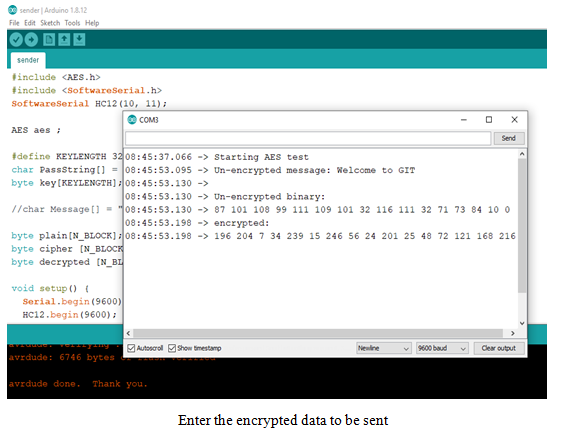 sender | Arduino 1.8.12
File Edit Sketch Tools Help
sender
#include <AES.h>
#include <SoftwareSerial.h>
SoftwareSerial HC12(10, 11);
AES aes ;
#define KEYLENGTH 32
char PassString[] =
byte key[KEYLENGTH];
//char Message[] = "
byte plain[N_BLOCK];
byte cipher [N_BLOCK
byte decrypted [N_BL
void setup() {
Serial.begin(9600)
HC12.begin(9600);
COM3
Send
08:45:37.066 -> Starting AES test
08:45:53.095 -> Un-encrypted message: Welcome to GIT
08:45:53.130 ->
08:45:53.130 -> Un-encrypted binary:
08:45:53.130 -> 87 101 108 99 111 109 101 32 116 111 32 71 73 84 10 0
08:45:53.198 -> encrypted:
08:45:53.198 -> 196 204 7 34 239 15 246 56 24 201 25 48 72 121 168 216
Autoscroll Show timestamp Newline 9600 baud Clear output
avrdude: 6746 bytes of flash verified
avrdude done. Thank you.
Enter the encrypted data to be sent